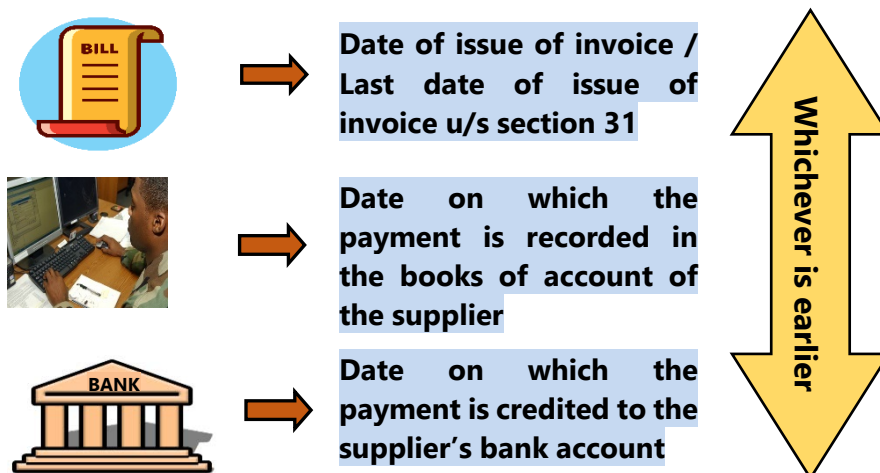 BILL
Date of issue of invoice /
Last date of issue of
invoice u/s section 31
Date on which the
payment is recorded in
the books of account of
the supplier
BANK
Date on which the
payment is credited to the
supplier’s bank account
Whichever is earlier